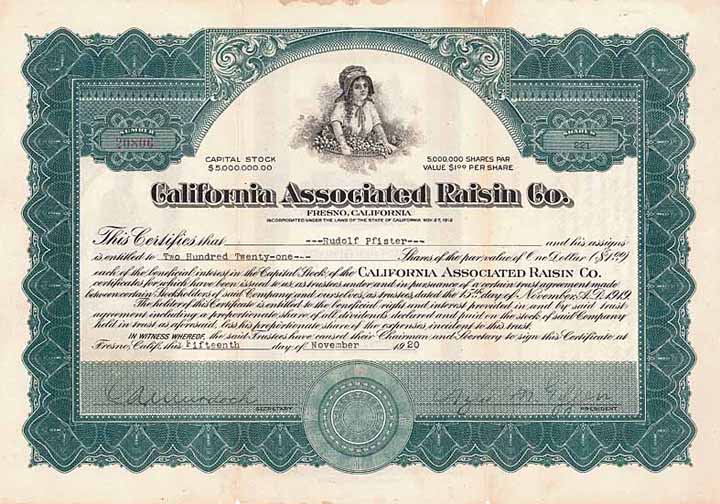 NUMBER
20806
SHARES
221
CAPITAL STOCK
$5,000,000.00
5,000,000 SHARES PAR
VALUE $1.00 PER SHARE
California Associated Raisin Co.
FRESNO, CALIFORNIA
INCORPORATED UNDER THE LAWS OF THE STATE OF CALIFORNIA, NOV. 27, 1912
This Certifies that ---Rudolf Pfister--- and his assigns
is entitled to Two Hundred Twenty-one--- Shares of the par value of One Dollar ($1.00)
each of the beneficial interest in the Capital Stock of the CALIFORNIA ASSOCIATED RAISIN CO.
certificates for which have been issued to us, as trustees under and in pursuance of a certain trust agreement made
between certain Stockholders of said Company and ourselves, as trustees, dated the 15th day of November A.D. 1919.
The holder of this Certificate is entitled to the beneficial right and interest, provided in and by said trust
agreement including a proportionate share of all dividends declared and paid on the stock of said Company
held in trust as aforesaid, less his proportionate share of the expenses incident to this trust.
IN WITNESS WHEREOF, the said Trustees have caused their Chairman and Secretary to sign this Certificate at
Fresno, Calif. this Fifteenth day of November 1920
SECRETARY
PRESIDENT